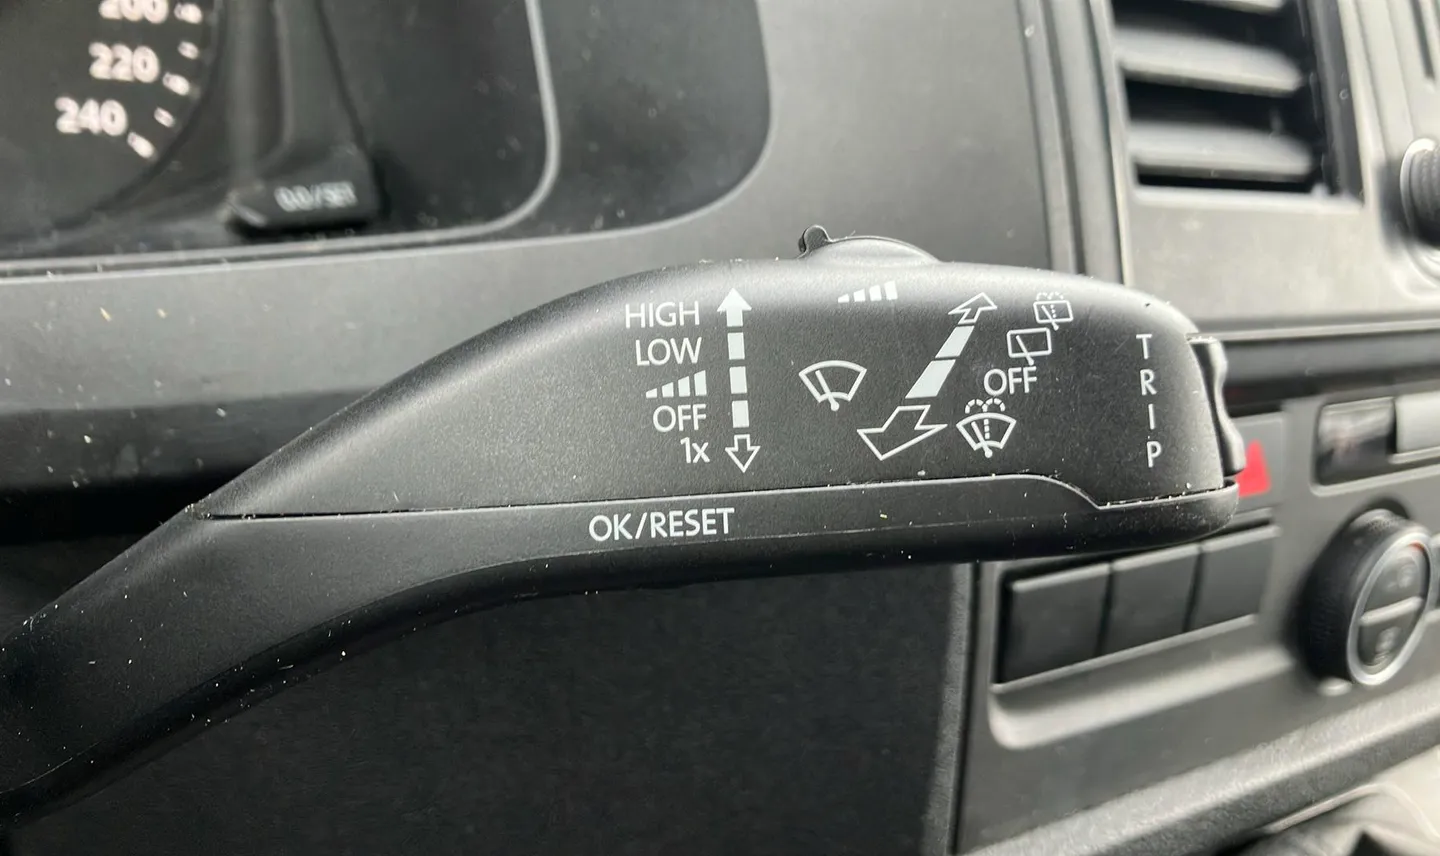 220
240
0.0/SET
HIGH
LOW
OFF
1x
OFF
TRIP
OK/RESET